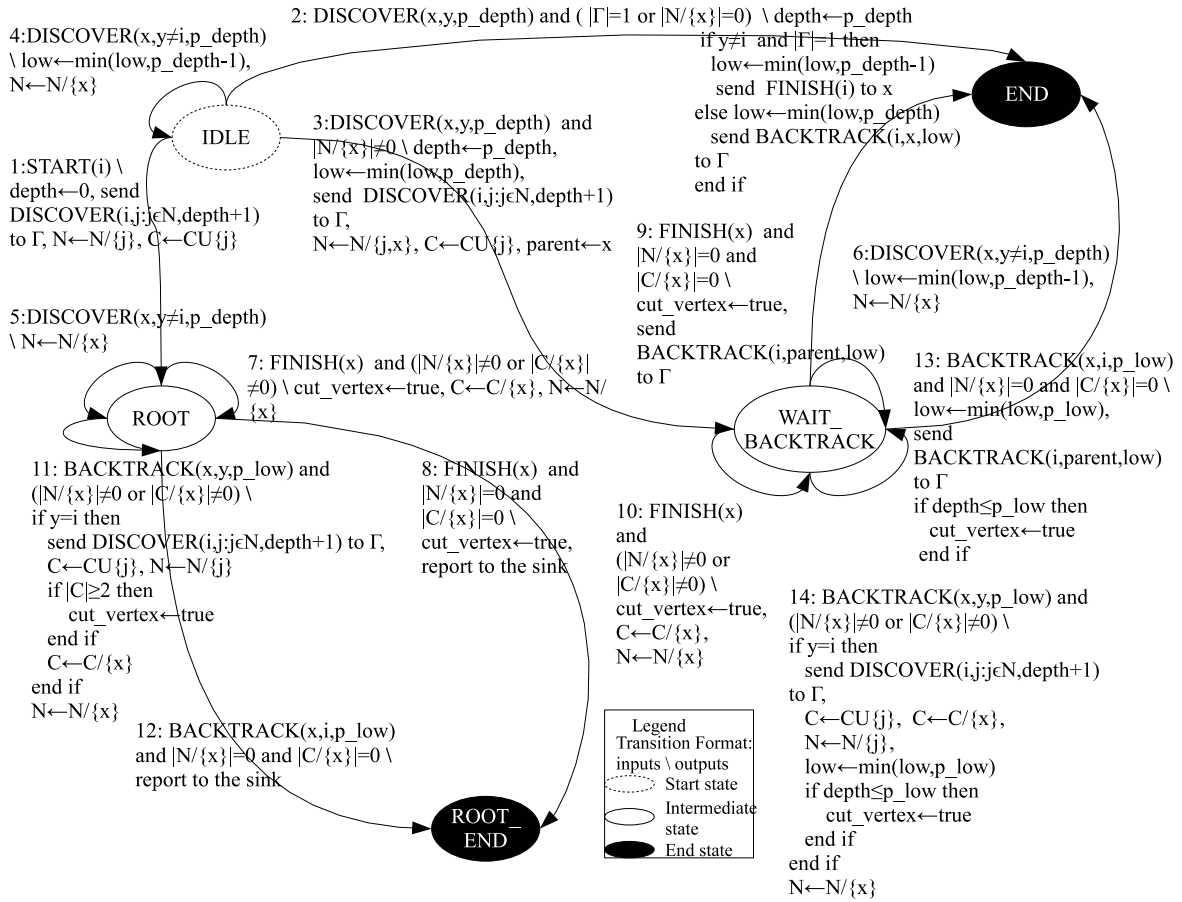 2: DISCOVER(x,y,p_depth) and ( |Γ|=1 or |N/{x}|=0) \ depth←p_depth
if y≠i and |Γ|=1 then
low←min(low,p_depth-1)
send FINISH(i) to x
else low←min(low,p_depth)
send BACKTRACK(i,x,low)
to Γ
end if
4:DISCOVER(x,y≠i,p_depth)
\ low←min(low,p_depth-1),
N←N/{x}
END
IDLE
3:DISCOVER(x,y,p_depth) and
|N/{x}|≠0 \ depth←p_depth,
low←min(low,p_depth),
send DISCOVER(i,j:jϵN,depth+1)
to Γ,
N←N/{j,x}, C←CU{j}, parent←x
1:START(i) \
depth←0, send
DISCOVER(i,j:jϵN,depth+1)
to Γ, N←N/{j}, C←CU{j}
9: FINISH(x) and
|N/{x}|=0 and
|C/{x}|=0 \
cut_vertex←true,
send
BACKTRACK(i,parent,low)
to Γ
6:DISCOVER(x,y≠i,p_depth)
\ low←min(low,p_depth-1),
N←N/{x}
5:DISCOVER(x,y≠i,p_depth)
\ N←N/{x}
7: FINISH(x) and (|N/{x}|≠0 or |C/{x}|
≠0) \ cut_vertex←true, C←C/{x}, N←N/
{x}
ROOT
WAIT_
BACKTRACK
13: BACKTRACK(x,i,p_low)
and |N/{x}|=0 and |C/{x}|=0 \
low←min(low,p_low),
send
BACKTRACK(i,parent,low)
to Γ
if depth≤p_low then
cut_vertex←true
end if
11: BACKTRACK(x,y,p_low) and
(|N/{x}|≠0 or |C/{x}|≠0) \
if y=i then
send DISCOVER(i,j:jϵN,depth+1) to Γ,
C←CU{j}, N←N/{j}
if |C|≥2 then
cut_vertex←true
end if
C←C/{x}
end if
N←N/{x}
8: FINISH(x) and
|N/{x}|=0 and
|C/{x}|=0 \
cut_vertex←true,
report to the sink
10: FINISH(x)
and
(|N/{x}|≠0 or
|C/{x}|≠0) \
cut_vertex←true,
C←C/{x},
N←N/{x}
14: BACKTRACK(x,y,p_low) and
(|N/{x}|≠0 or |C/{x}|≠0) \
if y=i then
send DISCOVER(i,j:jϵN,depth+1)
to Γ,
C←CU{j}, C←C/{x},
N←N/{j},
low←min(low,p_low)
if depth≤p_low then
cut_vertex←true
end if
end if
N←N/{x}
12: BACKTRACK(x,i,p_low)
and |N/{x}|=0 and |C/{x}|=0 \
report to the sink
ROOT_
END
Legend
Transition Format:
inputs \ outputs
Start state
Intermediate
state
End state